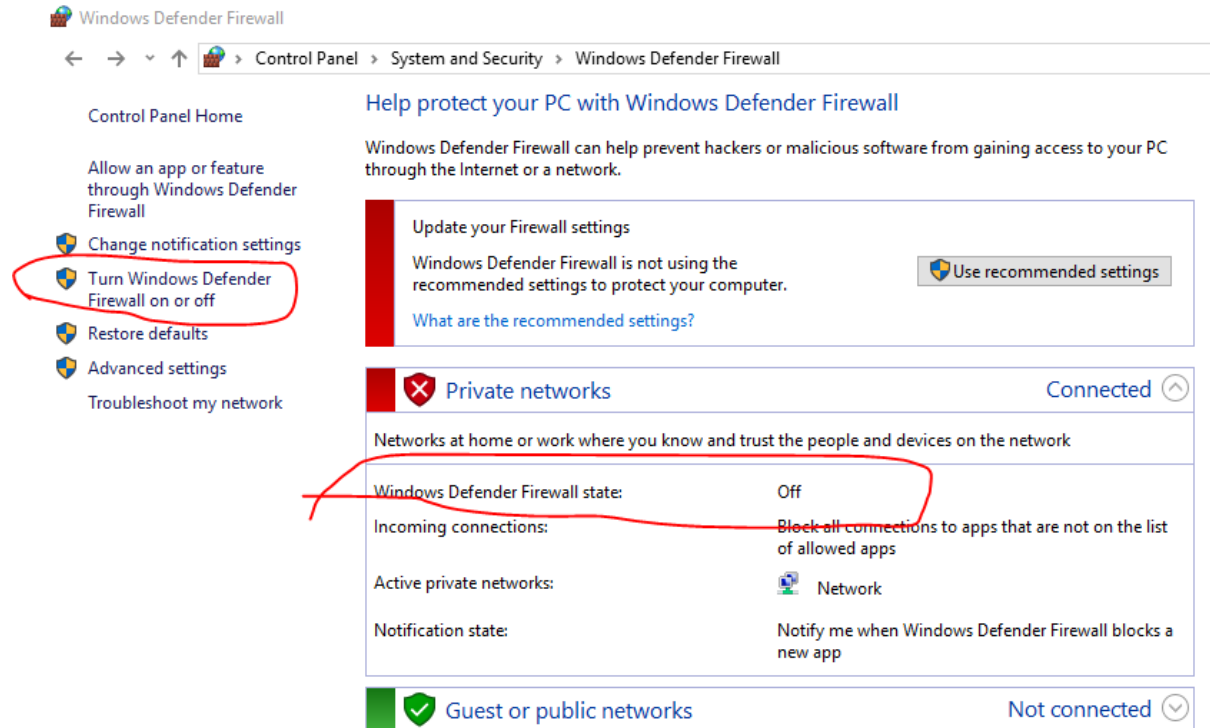 Windows Defender Firewall
Control Panel > System and Security > Windows Defender Firewall
Control Panel Home
Allow an app or feature
through Windows Defender
Firewall
Change notification settings
Turn Windows Defender
Firewall on or off
Restore defaults
Advanced settings
Troubleshoot my network
Help protect your PC with Windows Defender Firewall
Windows Defender Firewall can help prevent hackers or malicious software from gaining access to your PC
through the Internet or a network.
Update your Firewall settings
Windows Defender Firewall is not using the
recommended settings to protect your computer.
Use recommended settings
What are the recommended settings?
Private networks Connected
Networks at home or work where you know and trust the people and devices on the network
Windows Defender Firewall state: Off
Incoming connections: Block all connections to apps that are not on the list
of allowed apps
Active private networks: Network
Notification state: Notify me when Windows Defender Firewall blocks a
new app
Guest or public networks Not connected